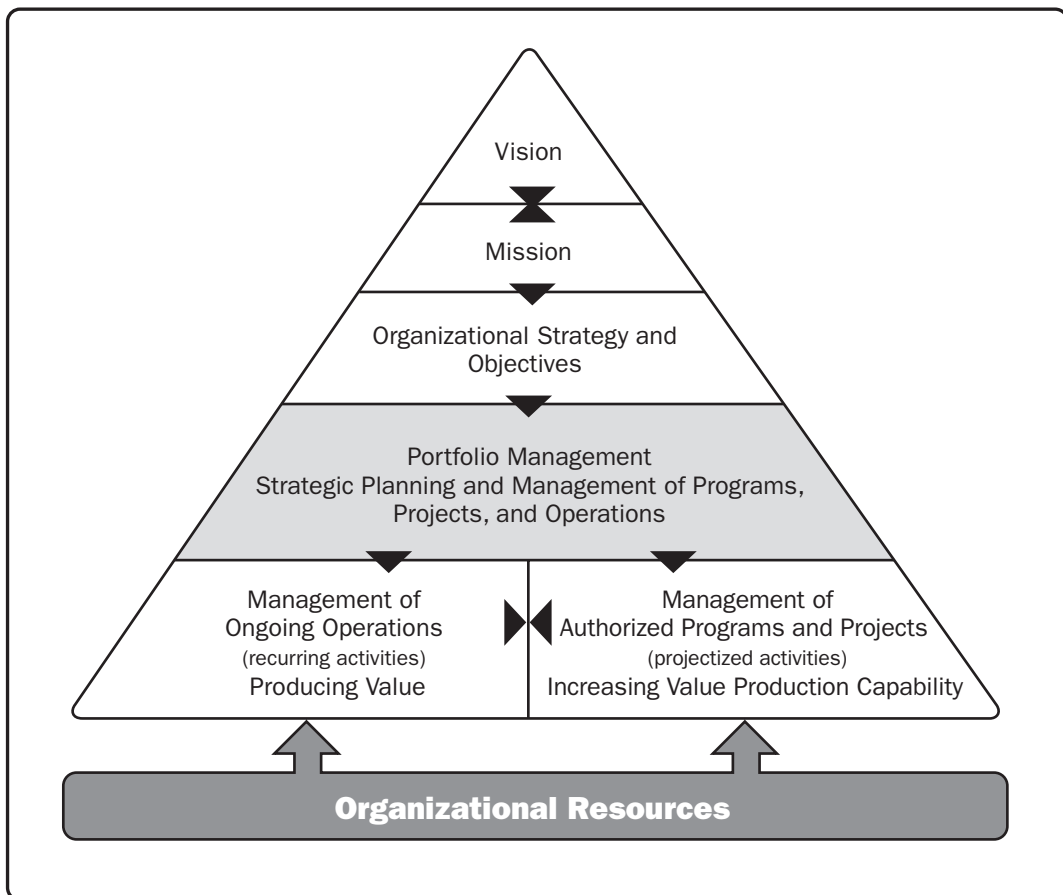 Vision
Mission
Organizational Strategy and
Objectives
Portfolio Management
Strategic Planning and Management of Programs,
Projects, and Operations
Management of
Ongoing Operations
(recurring activities)
Producing Value
Management of
Authorized Programs and Projects
(projectized activities)
Increasing Value Production Capability
Organizational Resources